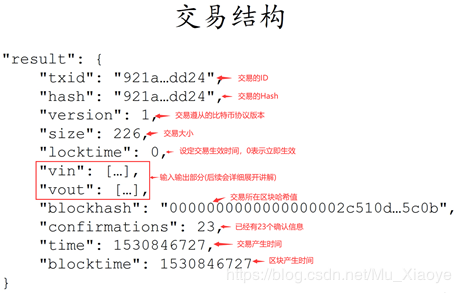 交易结构
"result": {
"txid": "921a…dd24", 交易的ID
"hash": "921a…dd24", 交易的Hash
"version": 1, 交易遵从的比特币协议版本
"size": 226, 交易大小
"locktime": 0, 设定交易生效时间，0表示立即生效
"vin": […],
"vout": […], 输入输出部分(后续会详细展开讲解)
交易所在区块哈希值
"blockhash": "0000000000000000002c510d…5c0b",
"confirmations": 23, 已经有23个确认信息
"time": 1530846727, 交易产生时间
"blocktime": 1530846727 区块产生时间
}
https://blog.csdn.net/Mu_Xiaoye